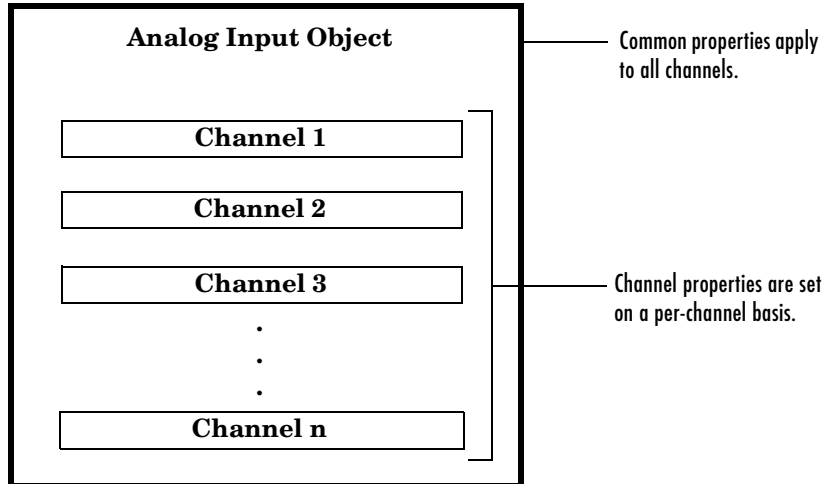 Analog Input Object
Common properties apply
to all channels.
Channel 1
Channel 2
Channel 3
.
.
.
Channel n
Channel properties are set
on a per-channel basis.